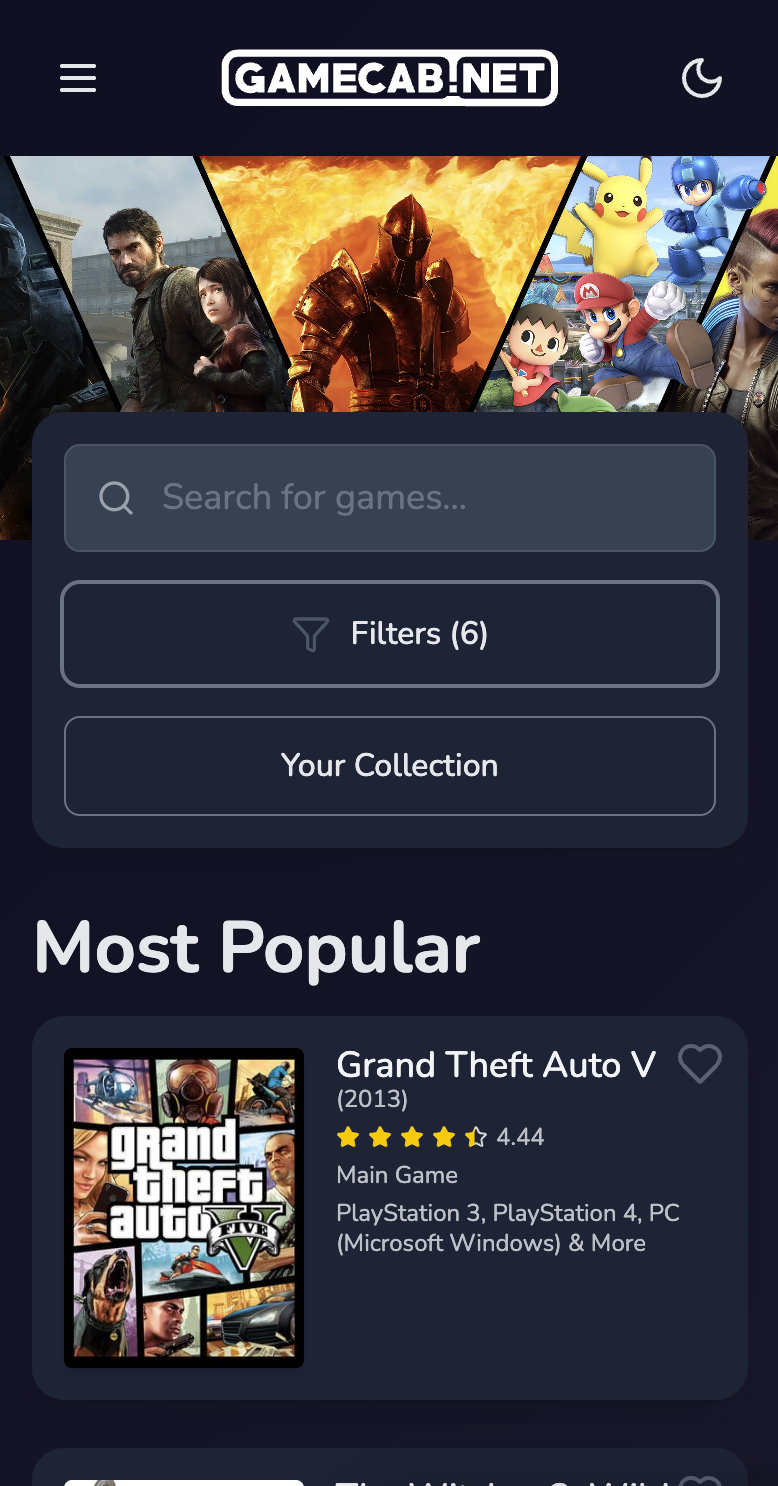 GAMECAB!NET
Search for games...
Filters (6)
Your Collection
Most Popular
Grand Theft Auto V
(2013)
4.44
Main Game
PlayStation 3, PlayStation 4, PC
(Microsoft Windows) & More
grand
theft
auto
FIVE
V